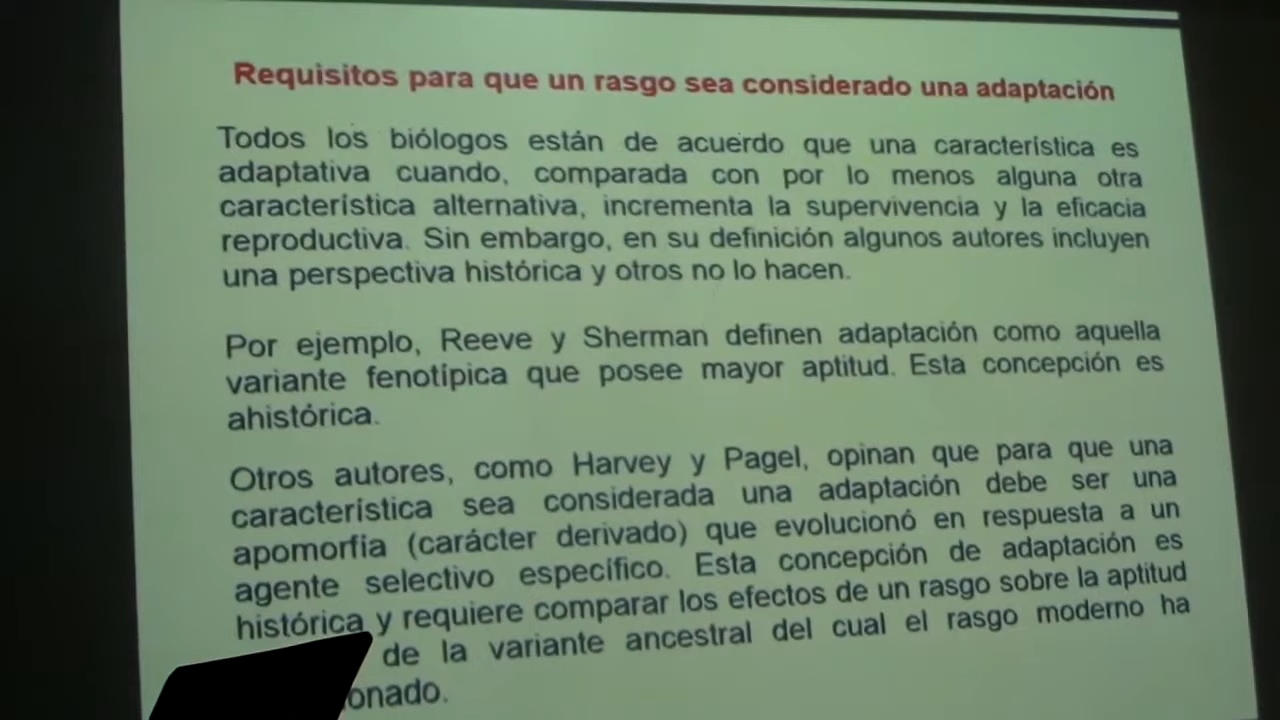 Requisitos para que un rasgo sea considerado una adaptación
Todos los biólogos están de acuerdo que una característica es
adaptativa cuando, comparada con por lo menos alguna otra
característica alternativa, incrementa la supervivencia y la eficacia
reproductiva. Sin embargo, en su definición algunos autores incluyen
una perspectiva histórica y otros no lo hacen.
Por ejemplo, Reeve y Sherman definen adaptación como aquella
variante fenotípica que posee mayor aptitud. Esta concepción es
ahistórica.
Otros autores, como Harvey y Pagel, opinan que para que una
característica sea considerada una adaptación debe ser una
apomorfia (carácter derivado) que evolucionó en respuesta a un
agente selectivo específico. Esta concepción de adaptación es
histórica y requiere comparar los efectos de un rasgo sobre la aptitud
de la variante ancestral del cual el rasgo moderno ha
onado.